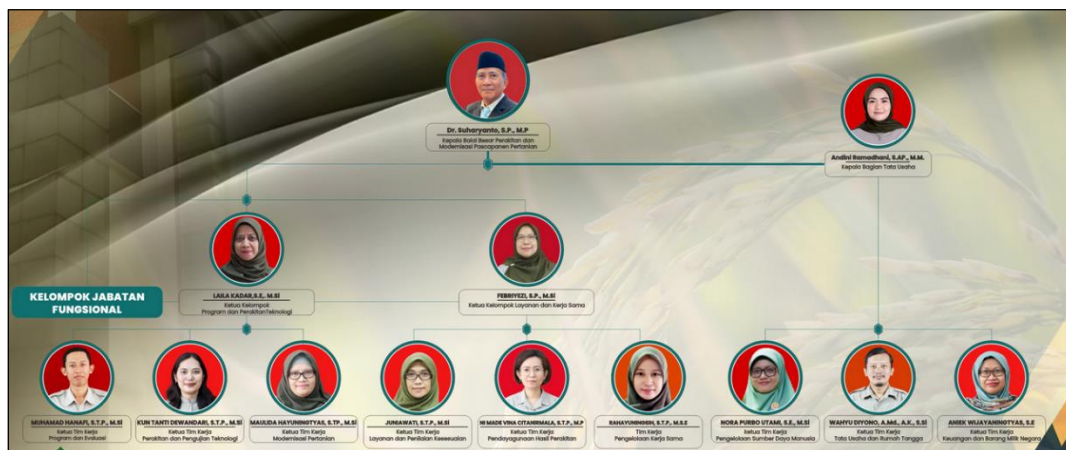 Dr. Suharyanto, S.P., M.P
Kepala Balai Besar Perakitan dan
Modernisasi Pascapanen Pertanian
Andini Ramadhani, S.AP., M.M.
Kepala Bagian Tata Usaha
LAILA KADAR,S.E., M.Si
Ketua Kelompok
Program dan PerakitanTeknologi
FEBRIYEZI, S.P., M.Si
Ketua Kelompok Layanan dan Kerja Sama
KELOMPOK JABATAN
FUNGSIONAL
MUHAMAD HANAFI, S.T.P., M.Si
Ketua Tim Kerja
Program dan Evaluasi
KUN TANTI DEWANDARI, S.T.P., M.Si
Ketua Tim Kerja
Perakitan dan Pengujian Teknologi
MAULIDA HAYUNINGTYAS, S.TP., M.Si
Ketua Tim Kerja
Modernisasi Pertanian
JUNIAWATI, S.T.P., M.Si
Ketua Tim Kerja
Layanan dan Penilaian Kesesuaian
NI MADE VINA CITANIRMALA, S.T.P., M.P
Ketua Tim Kerja
Pendayagunaan Hasil Perakitan
RAHAYUNINGSIH, S.T.P., M.S.E
Tim Kerja
Pengelolaan Kerja Sama
NORA PURBO UTAMI, S.E., M.Si
Ketua Tim Kerja
Pengelolaan Sumber Daya Manusia
WAHYU DIYONO, A.Md., A.K., S.Si
Ketua Tim Kerja
Tata Usaha dan Rumah Tangga
ANEEK WIJAYANINGTYAS, S.E
Ketua Tim Kerja
Keuangan dan Barang Milik Negara